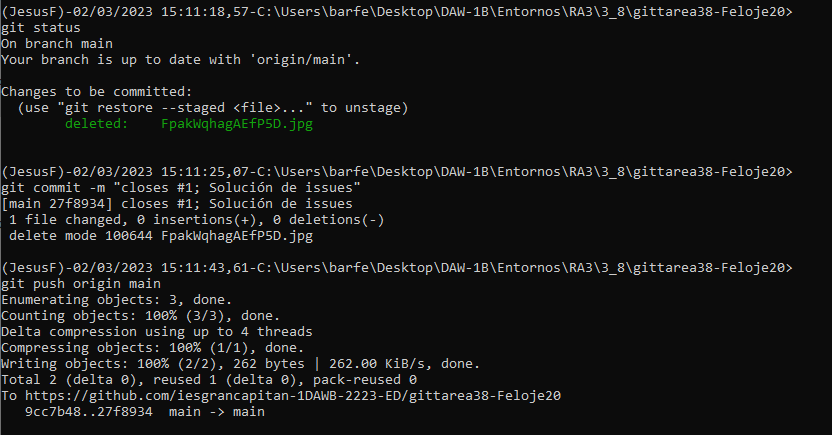 (JesusF)-02/03/2023 15:11:18,57-C:\Users\barfe\Desktop\DAW-1B\Entornos\RA3\3_8\gittarea38-Feloje20>
git status
On branch main
Your branch is up to date with 'origin/main'.
Changes to be committed:
  (use "git restore --staged <file>..." to unstage)
        deleted:    FpakWqhagAEfP5D.jpg
(JesusF)-02/03/2023 15:11:25,07-C:\Users\barfe\Desktop\DAW-1B\Entornos\RA3\3_8\gittarea38-Feloje20>
git commit -m "closes #1; Solución de issues"
[main 27f8934] closes #1; Solución de issues
 1 file changed, 0 insertions(+), 0 deletions(-)
 delete mode 100644 FpakWqhagAEfP5D.jpg
(JesusF)-02/03/2023 15:11:43,61-C:\Users\barfe\Desktop\DAW-1B\Entornos\RA3\3_8\gittarea38-Feloje20>
git push origin main
Enumerating objects: 3, done.
Counting objects: 100% (3/3), done.
Delta compression using up to 4 threads
Compressing objects: 100% (1/1), done.
Writing objects: 100% (2/2), 262 bytes | 262.00 KiB/s, done.
Total 2 (delta 0), reused 1 (delta 0), pack-reused 0
To https://github.com/iesgrancapitan-1DAWB-2223-ED/gittarea38-Feloje20
   9cc7b48..27f8934  main -> main